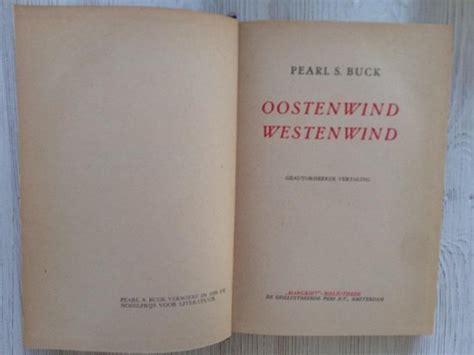 PEARL S. BUCK VERWIERF IN 1938 DE
NOBELPRIJS VOOR LITERATUUR
PEARL S. BUCK
OOSTENWIND
WESTENWIND
GEAUTORISEERDE VERTALING
„MARGRIET"-BIBLIOTHEEK
DE GEILLUSTREERDE PERS N.V., AMSTERDAM